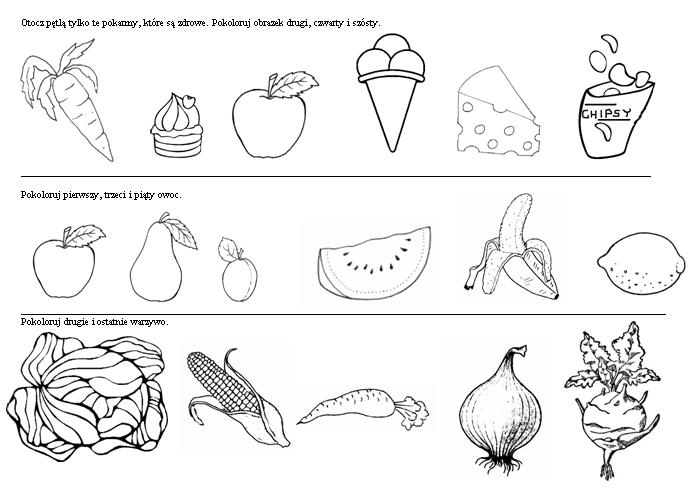 Otocz pętlą tylko te pokarmy, które są zdrowe. Pokoloruj obrazek drugi, czwarty i szósty.
CHIPSY
Pokoloruj pierwszy, trzeci i piąty owoc.
Pokoloruj drugie i ostatnie warzywo.